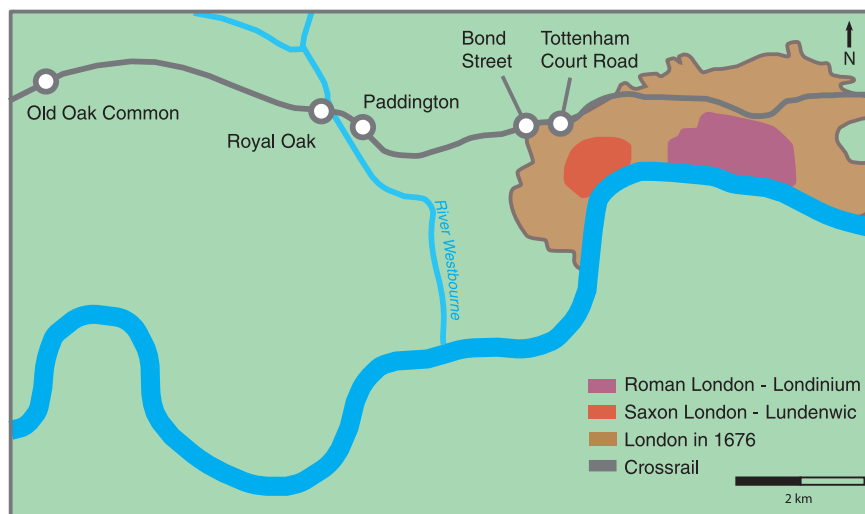 Bond
Street
Tottenham
Court Road
N
Old Oak Common
Royal Oak
Paddington
River Westbourne
Roman London - Londinium
Saxon London - Lundenwic
London in 1676
Crossrail
2 km